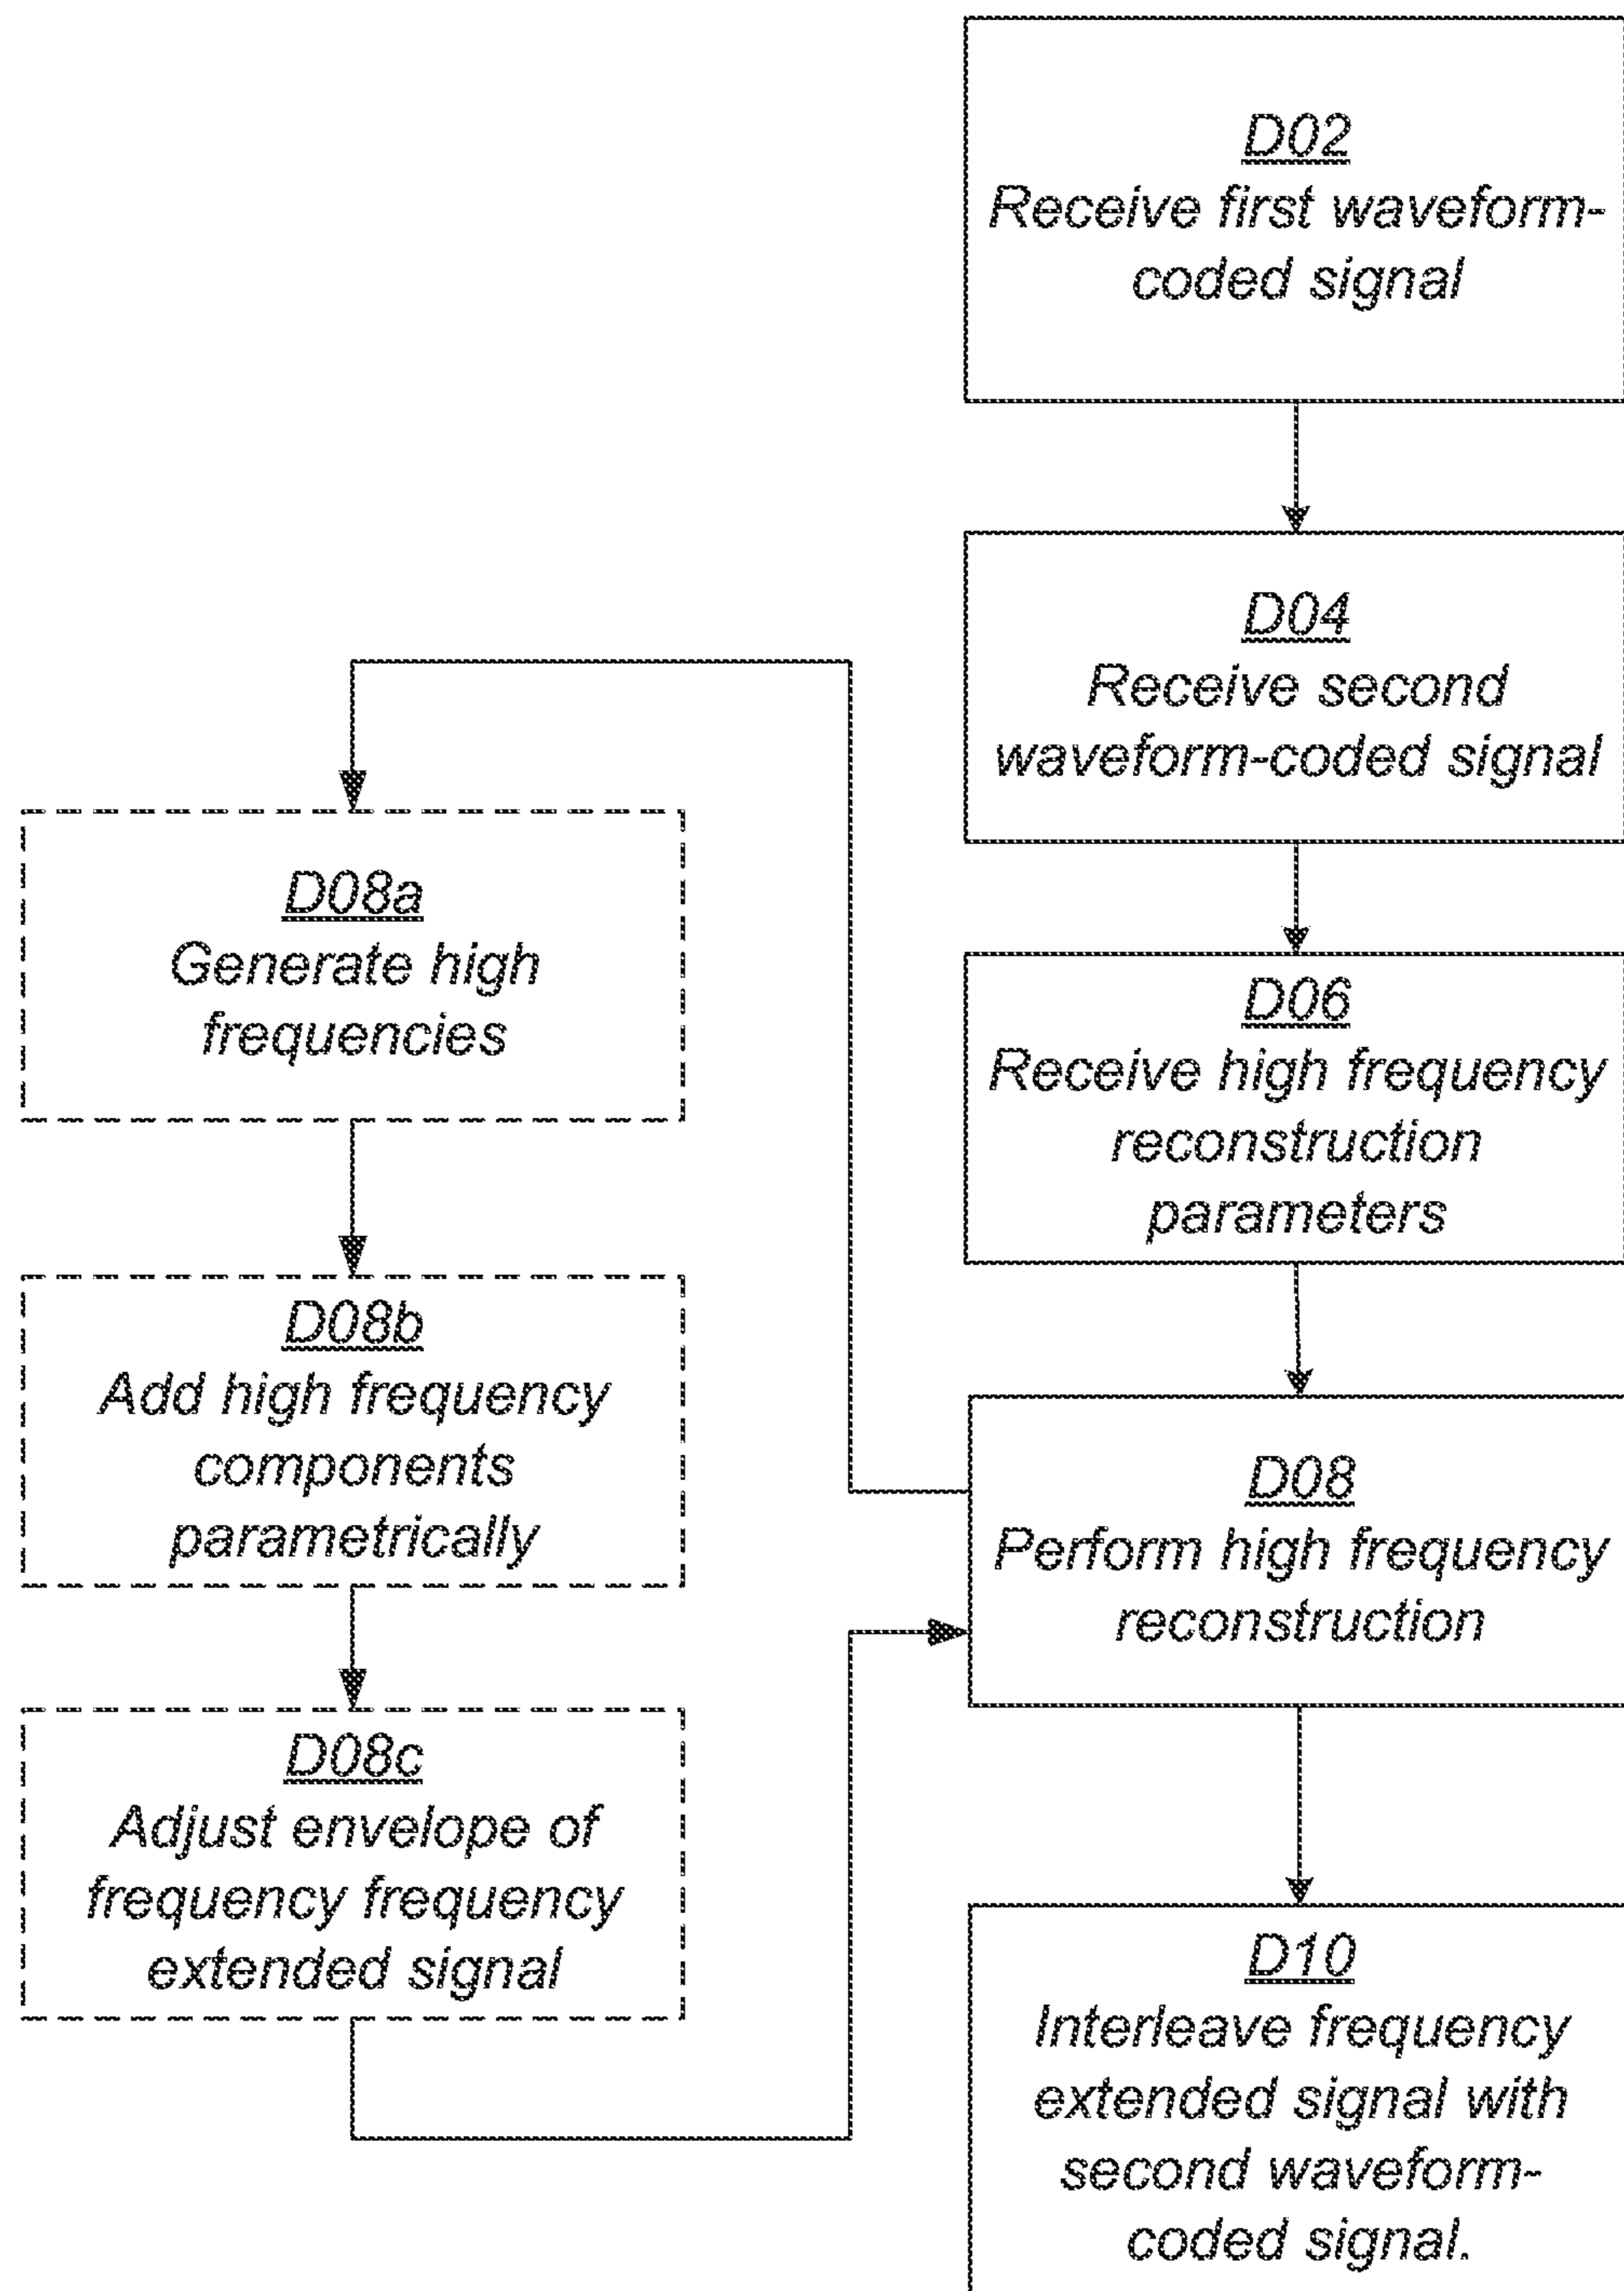 D02
Receive first waveform-
coded signal
D04
Receive second
waveform-coded signal
D06
Receive high frequency
reconstruction
parameters
D08
Perform high frequency
reconstruction
D08a
Generate high
frequencies
D08b
Add high frequency
components
parametrically
D08c
Adjust envelope of
frequency frequency
extended signal
D10
Interleave frequency
extended signal with
second waveform-
coded signal.